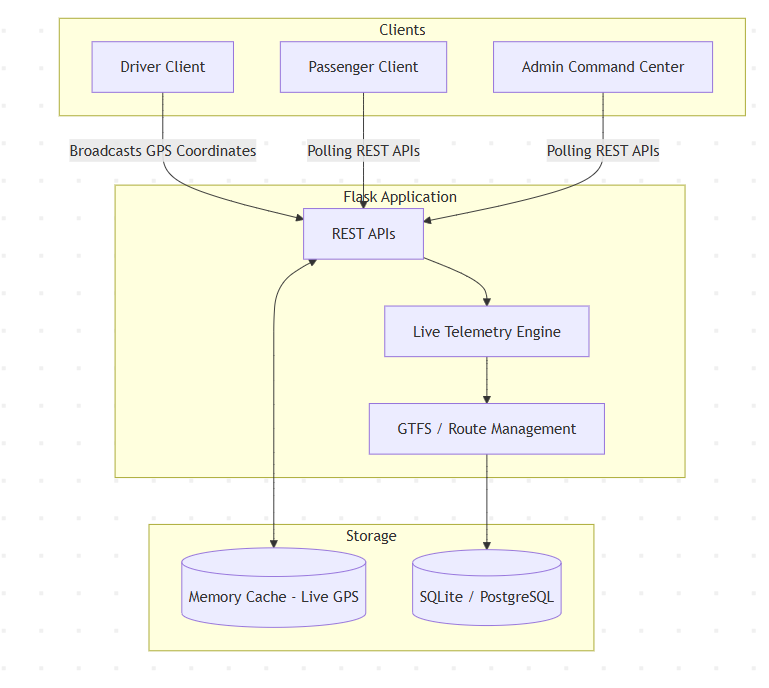 Clients
Driver Client
Passenger Client
Admin Command Center
Broadcasts GPS Coordinates
Polling REST APIs
Polling REST APIs
Flask Application
REST APIs
Live Telemetry Engine
GTFS / Route Management
Storage
Memory Cache - Live GPS
SQLite / PostgreSQL